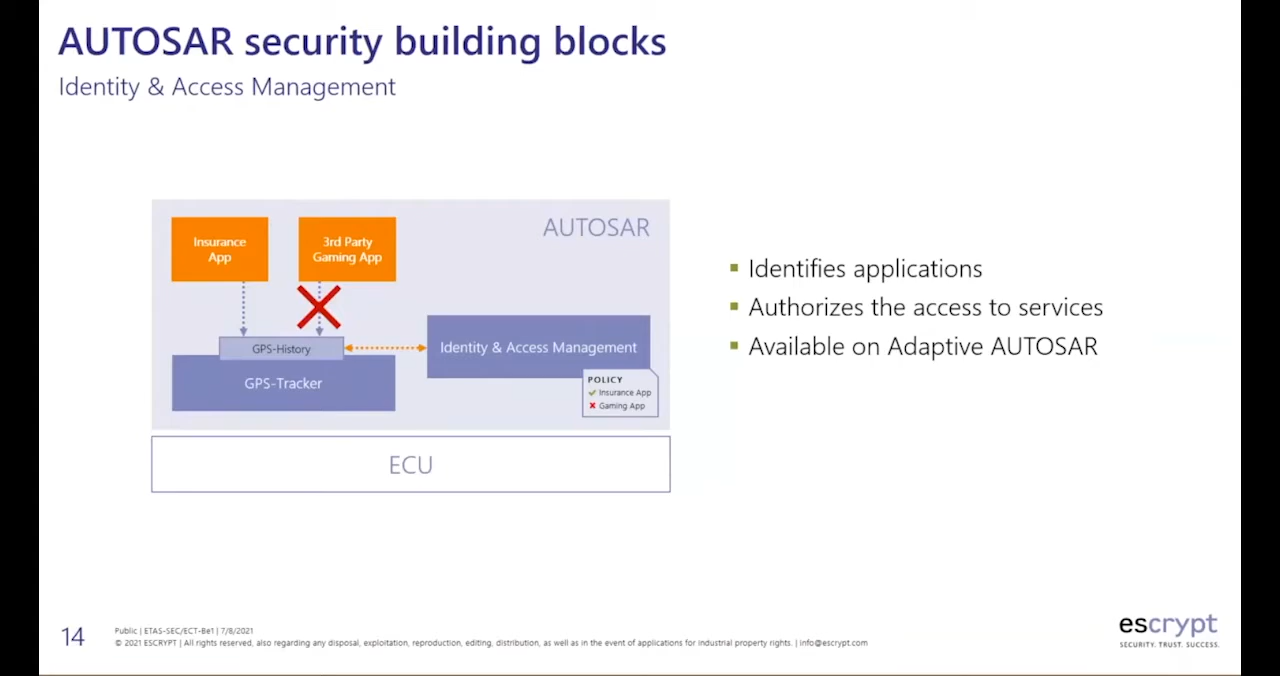 AUTOSAR security building blocks
Identity & Access Management
AUTOSAR
Insurance
App
3rd Party
Gaming App
GPS-History
GPS-Tracker
Identity & Access Management
POLICY
Insurance App
Gaming App
ECU
Identifies applications
Authorizes the access to services
Available on Adaptive AUTOSAR
14
Public | ETAS-SEC/ECT-Be1 | 7/8/2021
© 2021 ESCRYPT | All rights reserved, also regarding any disposal, exploitation, reproduction, editing, distribution, as well as in the event of applications for industrial property rights. | info@escrypt.com
escrypt
SECURITY. TRUST. SUCCESS.